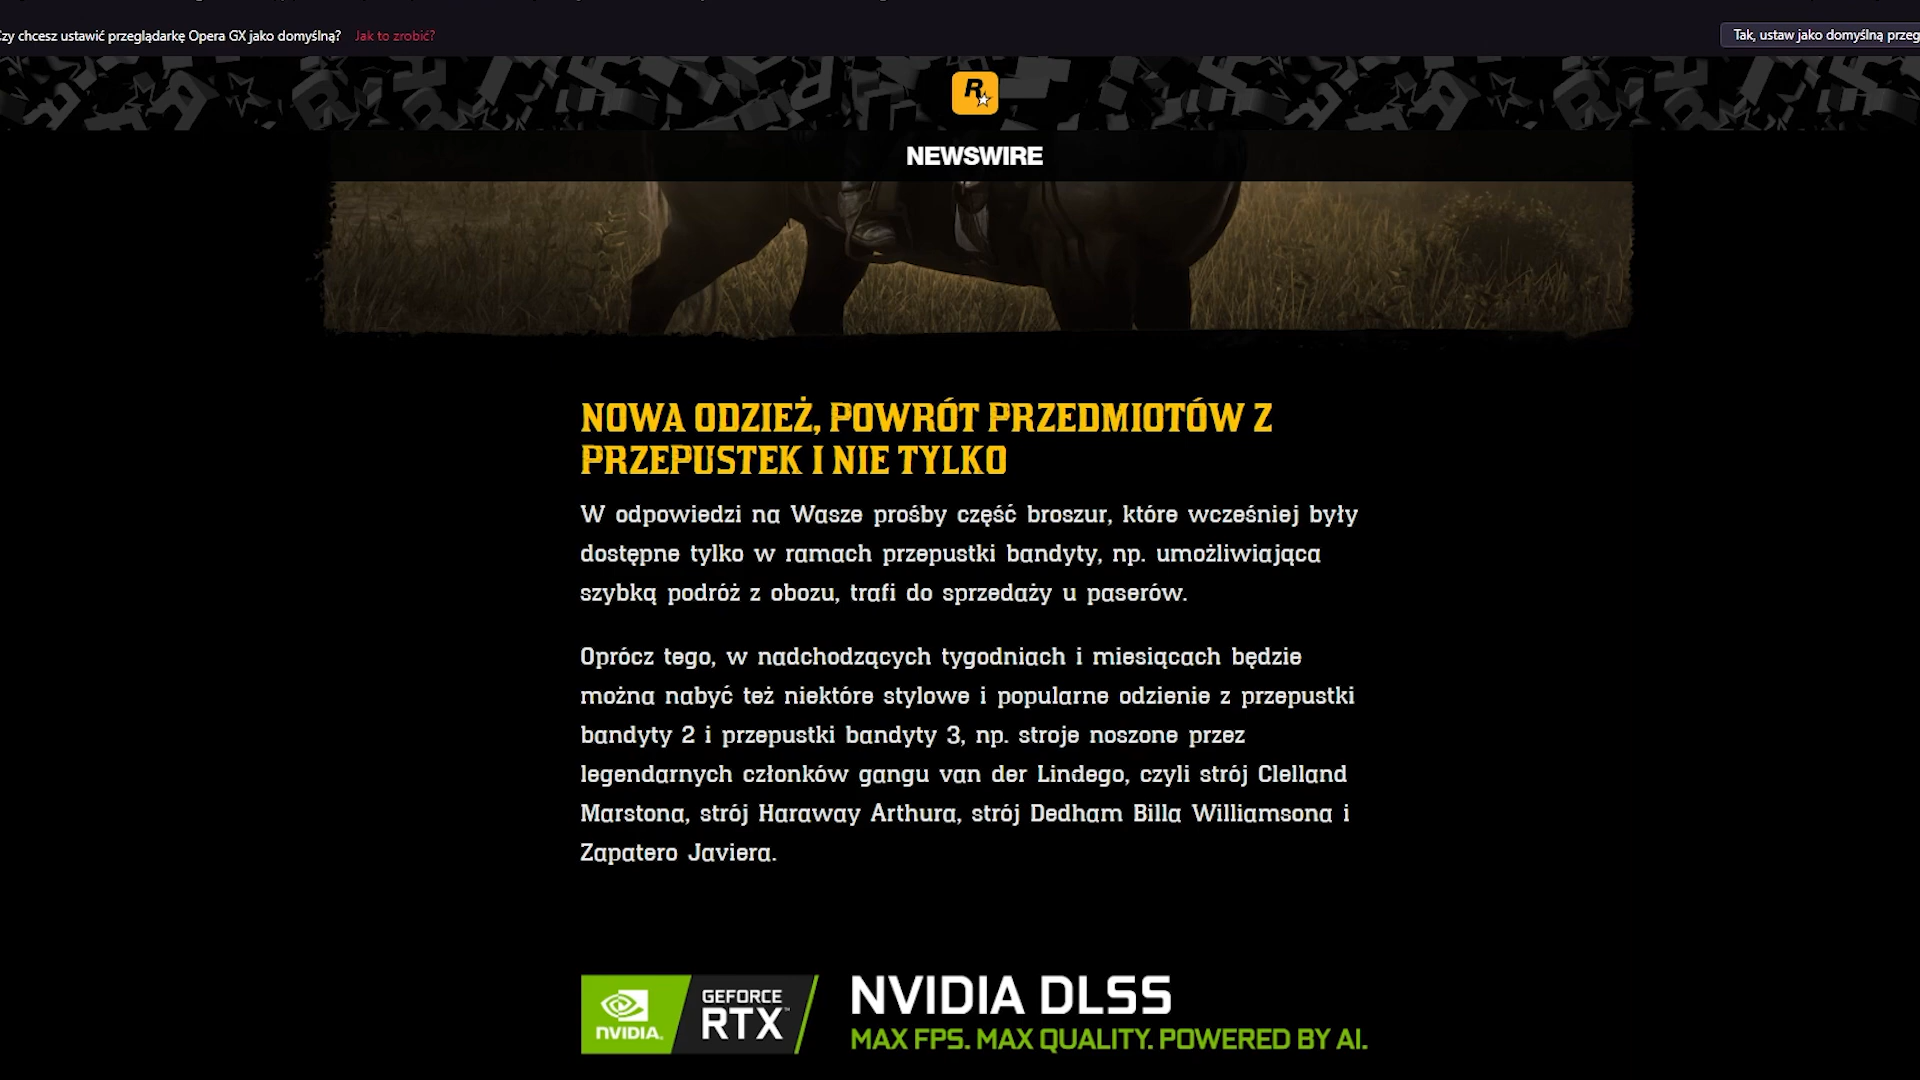 Czy chcesz ustawić przeglądarkę Opera GX jako domyślną? Jak to zrobić?
Tak, ustaw jako domyślną
NEWSWIRE
NOWA ODZIEŻ, POWRÓT PRZEDMIOTÓW Z
PRZEPUSTEK I NIE TYLKO
W odpowiedzi na Wasze prośby część broszur, które wcześniej były
dostępne tylko w ramach przepustki bandyty, np. umożliwiająca
szybką podróż z obozu, trafi do sprzedaży u paserów.
Oprócz tego, w nadchodzących tygodniach i miesiącach będzie
można nabyć też niektóre stylowe i popularne odzienie z przepustki
bandyty 2 i przepustki bandyty 3, np. stroje noszone przez
legendarnych członków gangu van der Lindego, czyli strój Clelland
Marstona, strój Haraway Arthura, strój Dedham Billa Williamsona i
Zapatero Javiera.
NVIDIA.
GEFORCE
RTX™
NVIDIA DLSS
MAX FPS. MAX QUALITY. POWERED BY AI.